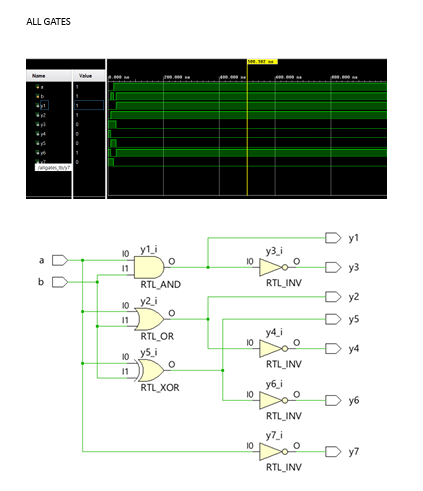 ALL GATES
500.502 ns
Name Value
0.000 ns 200.000 ns 400.000 ns 600.000 ns 800.000 ns
a 1
b 1
y1 1
y2 1
y3 0
y4 0
y5 0
y6 1
/allgates_tb/y7 0
y1_i
a I0 O y1
b I1
RTL_AND
y3_i
I0 O y3
RTL_INV
y2_i
I0 O y2
I1
RTL_OR
y5
y4_i
I0 O y4
RTL_INV
y5_i
I0 O
I1
RTL_XOR
y6_i
I0 O y6
RTL_INV
y7_i
I0 O y7
RTL_INV